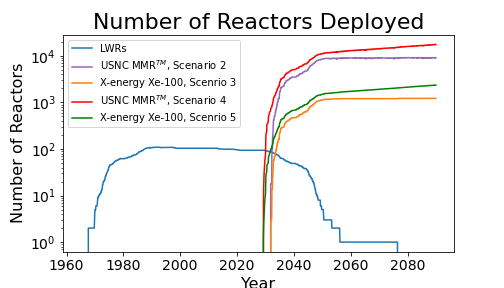 Number of Reactors Deployed
Number of Reactors
10^4
10^3
10^2
10^1
10^0
LWRs
USNC MMR^TM, Scenario 2
X-energy Xe-100, Scenrio 3
USNC MMR^TM, Scenario 4
X-energy Xe-100, Scenrio 5
1960 1980 2000 2020 2040 2060 2080
Year